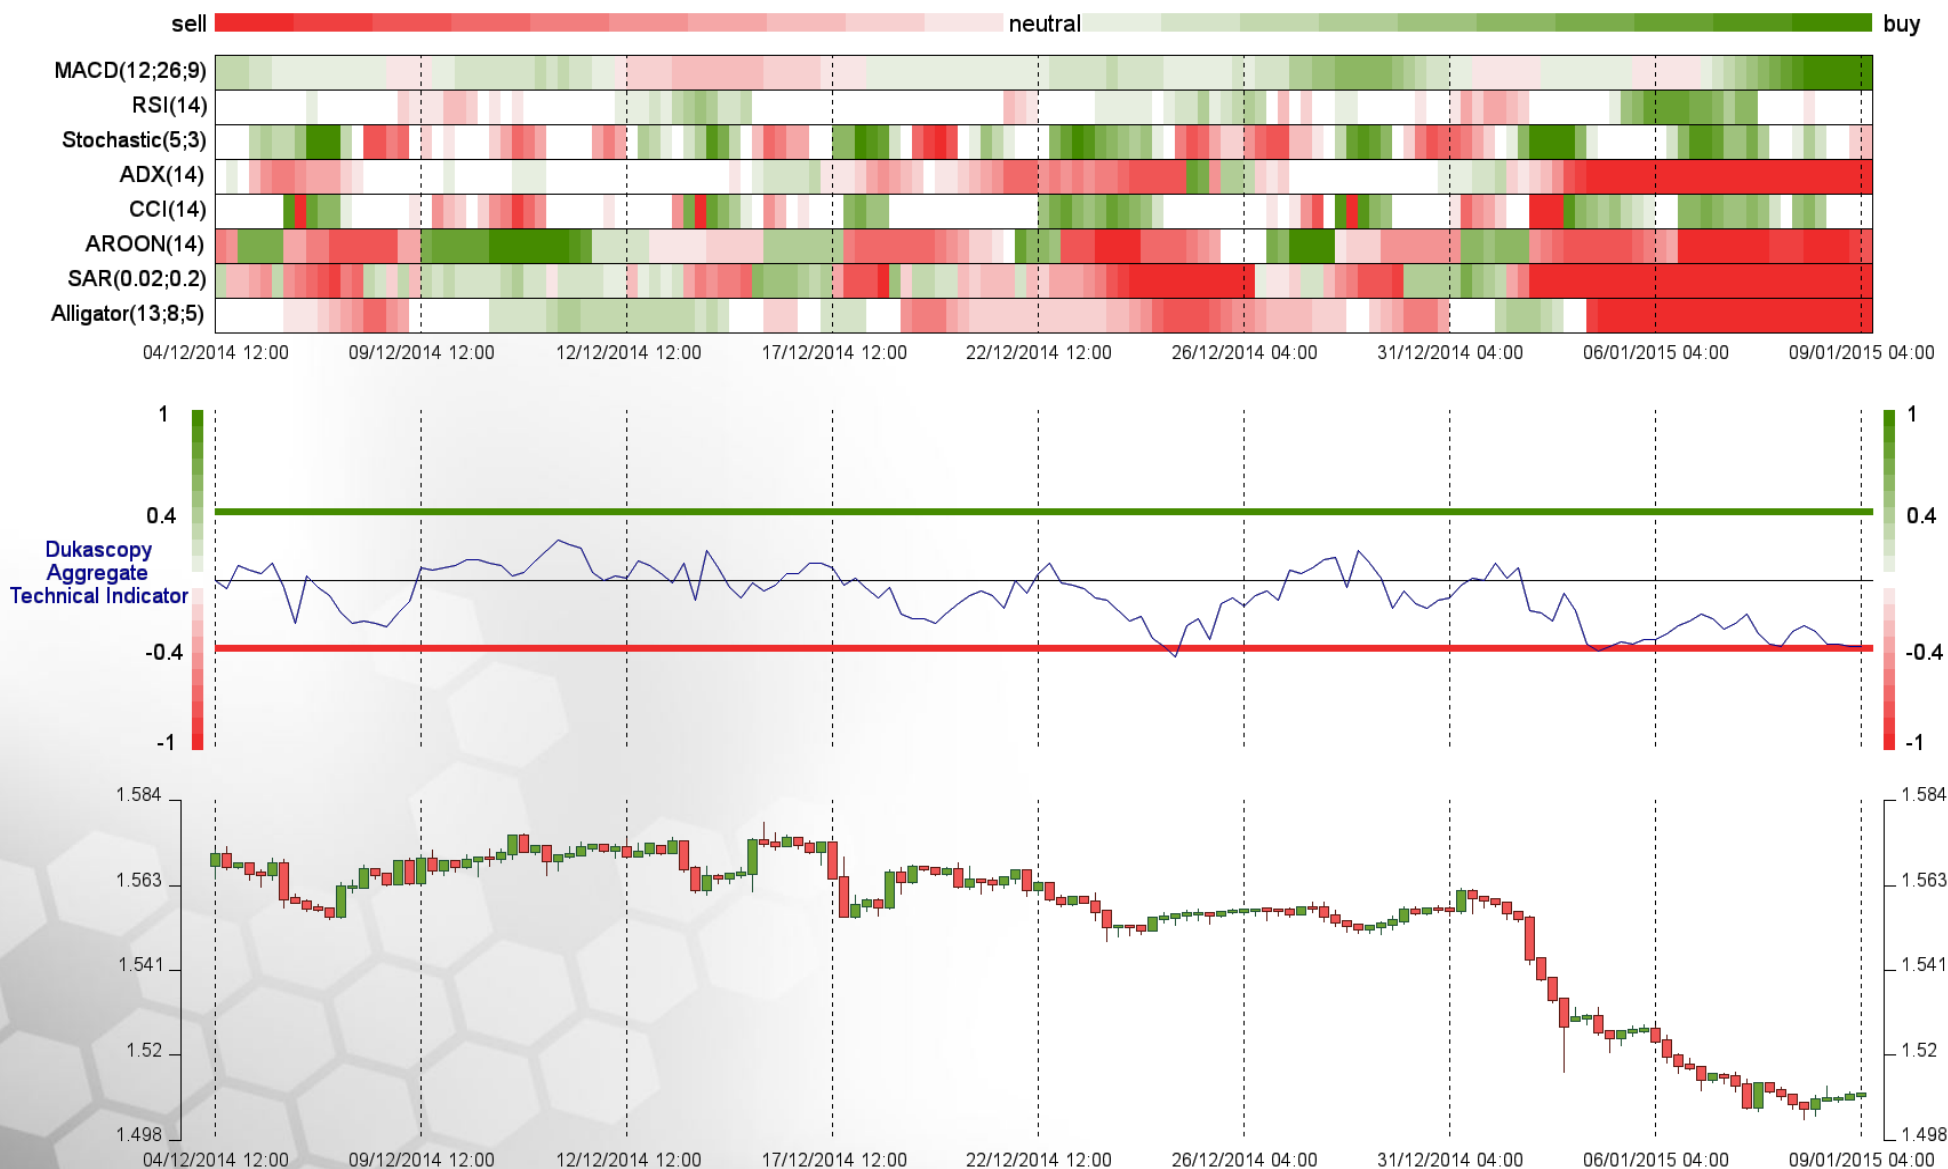 sell neutral buy
MACD(12;26;9)
RSI(14)
Stochastic(5;3)
ADX(14)
CCI(14)
AROON(14)
SAR(0.02;0.2)
Alligator(13;8;5)
04/12/2014 12:00 09/12/2014 12:00 12/12/2014 12:00 17/12/2014 12:00 22/12/2014 12:00 26/12/2014 04:00 31/12/2014 04:00 06/01/2015 04:00 09/01/2015 04:00
1 1
0.4 0.4
Dukascopy
Aggregate
Technical Indicator
-0.4 -0.4
-1 -1
1.584 1.584
1.563 1.563
1.541 1.541
1.52 1.52
1.498 1.498
04/12/2014 12:00 09/12/2014 12:00 12/12/2014 12:00 17/12/2014 12:00 22/12/2014 12:00 26/12/2014 04:00 31/12/2014 04:00 06/01/2015 04:00 09/01/2015 04:00